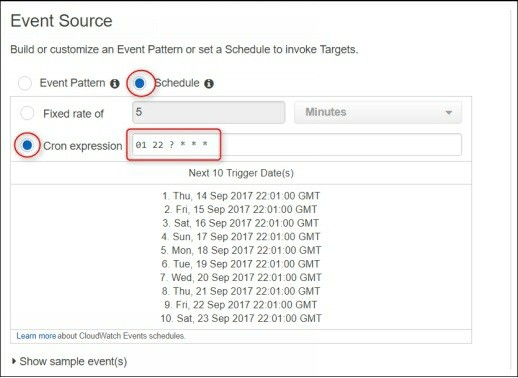 Event Source
Build or customize an Event Pattern or set a Schedule to invoke Targets.
Event Pattern Schedule
Fixed rate of 5 Minutes
Cron expression 01 22 ? * * *
Next 10 Trigger Date(s)
1. Thu, 14 Sep 2017 22:01:00 GMT
2. Fri, 15 Sep 2017 22:01:00 GMT
3. Sat, 16 Sep 2017 22:01:00 GMT
4. Sun, 17 Sep 2017 22:01:00 GMT
5. Mon, 18 Sep 2017 22:01:00 GMT
6. Tue, 19 Sep 2017 22:01:00 GMT
7. Wed, 20 Sep 2017 22:01:00 GMT
8. Thu, 21 Sep 2017 22:01:00 GMT
9. Fri, 22 Sep 2017 22:01:00 GMT
10. Sat, 23 Sep 2017 22:01:00 GMT
Learn more about CloudWatch Events schedules.
Show sample event(s)